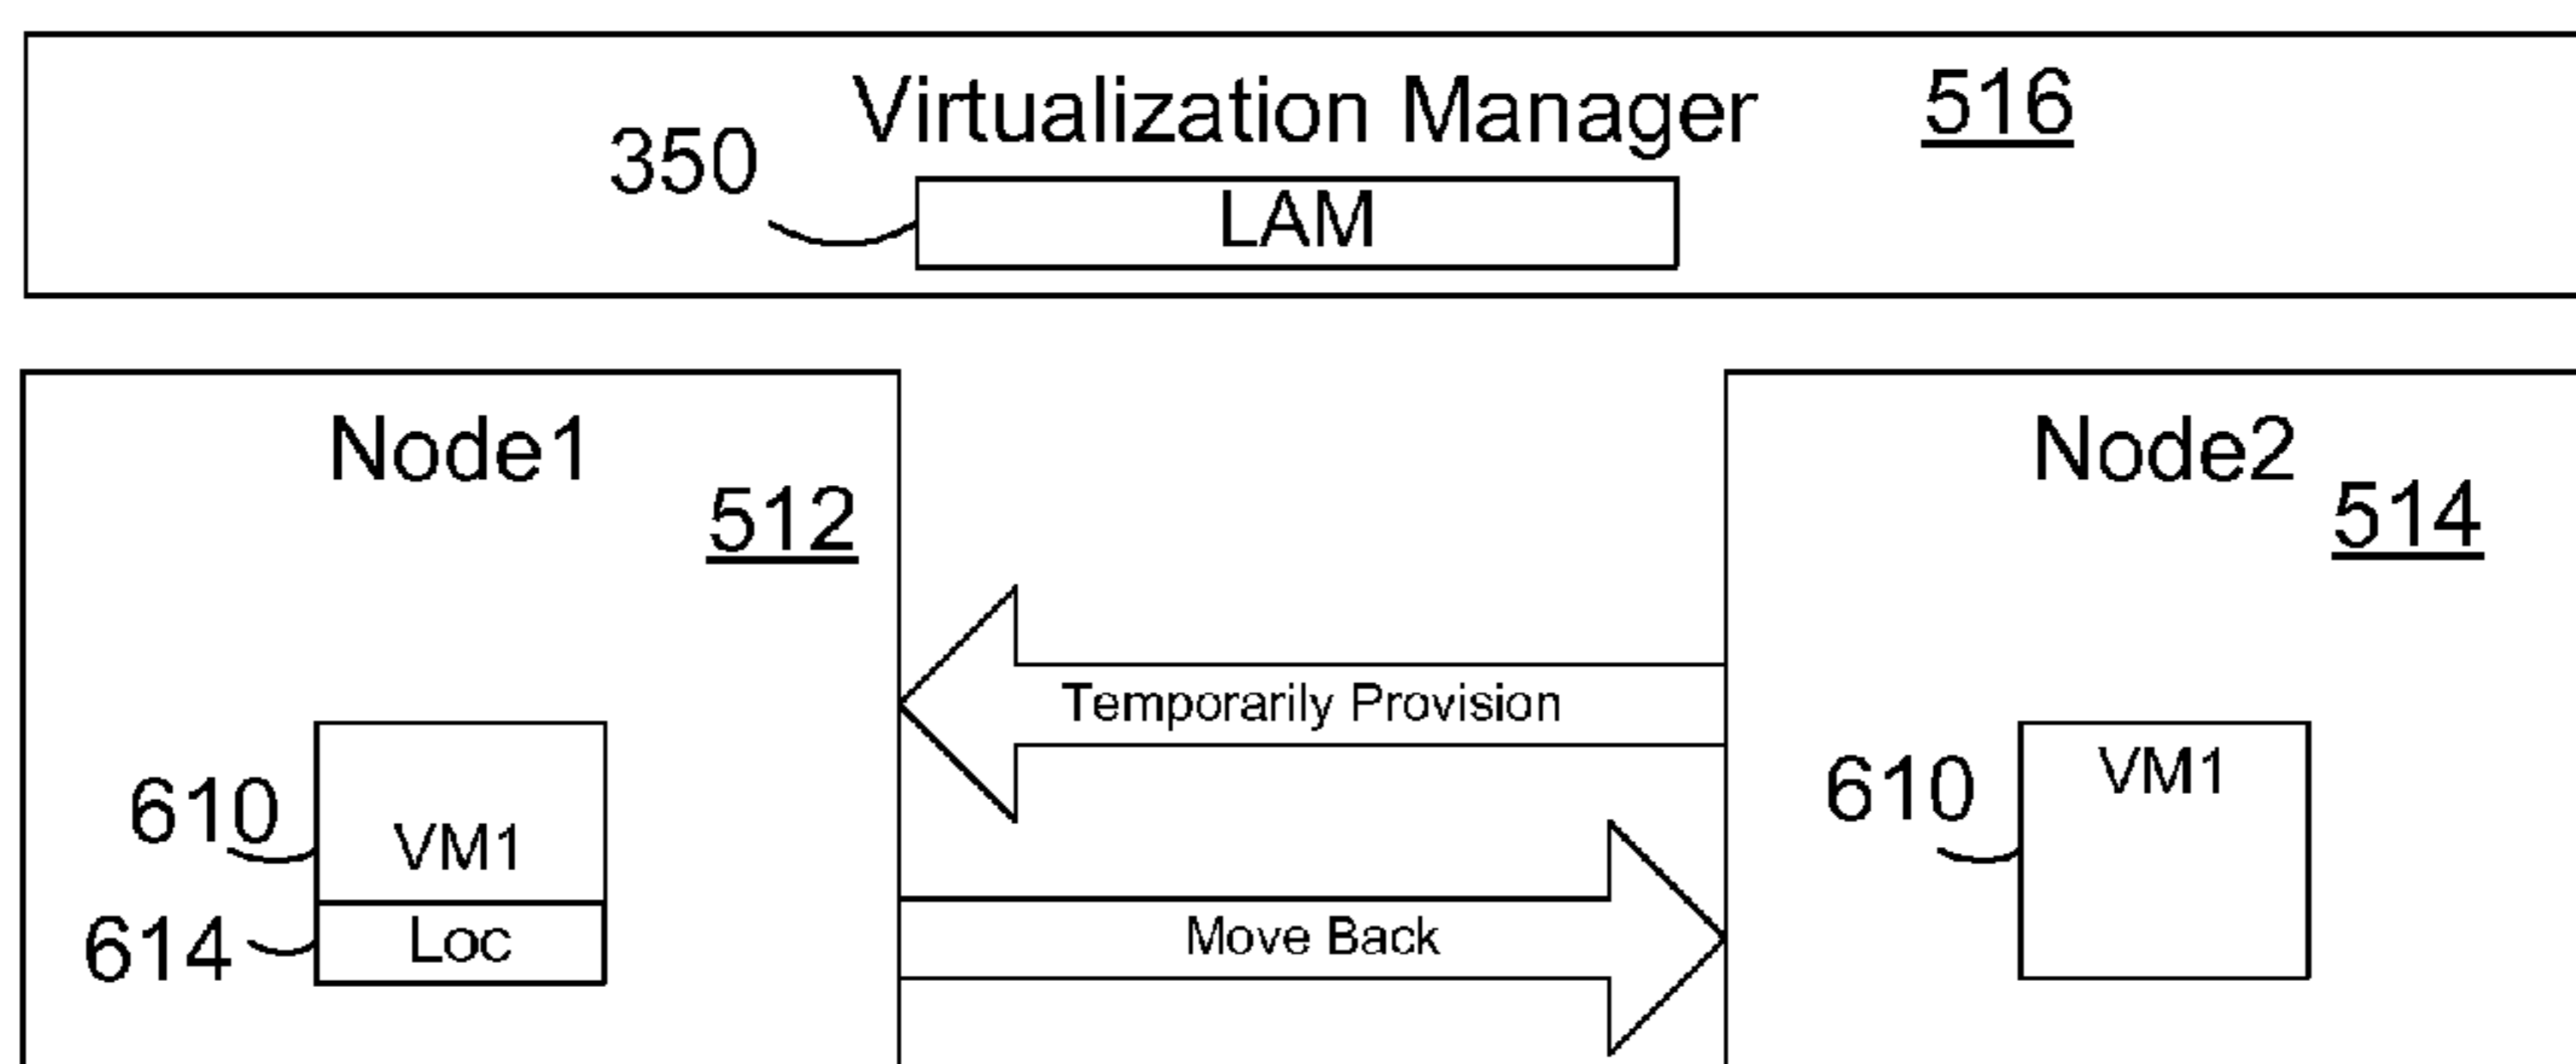 Virtualization Manager 516
350
LAM
Node1
512
Node2
514
Temporarily Provision
610
VM1
610
VM1
614
Loc
Move Back